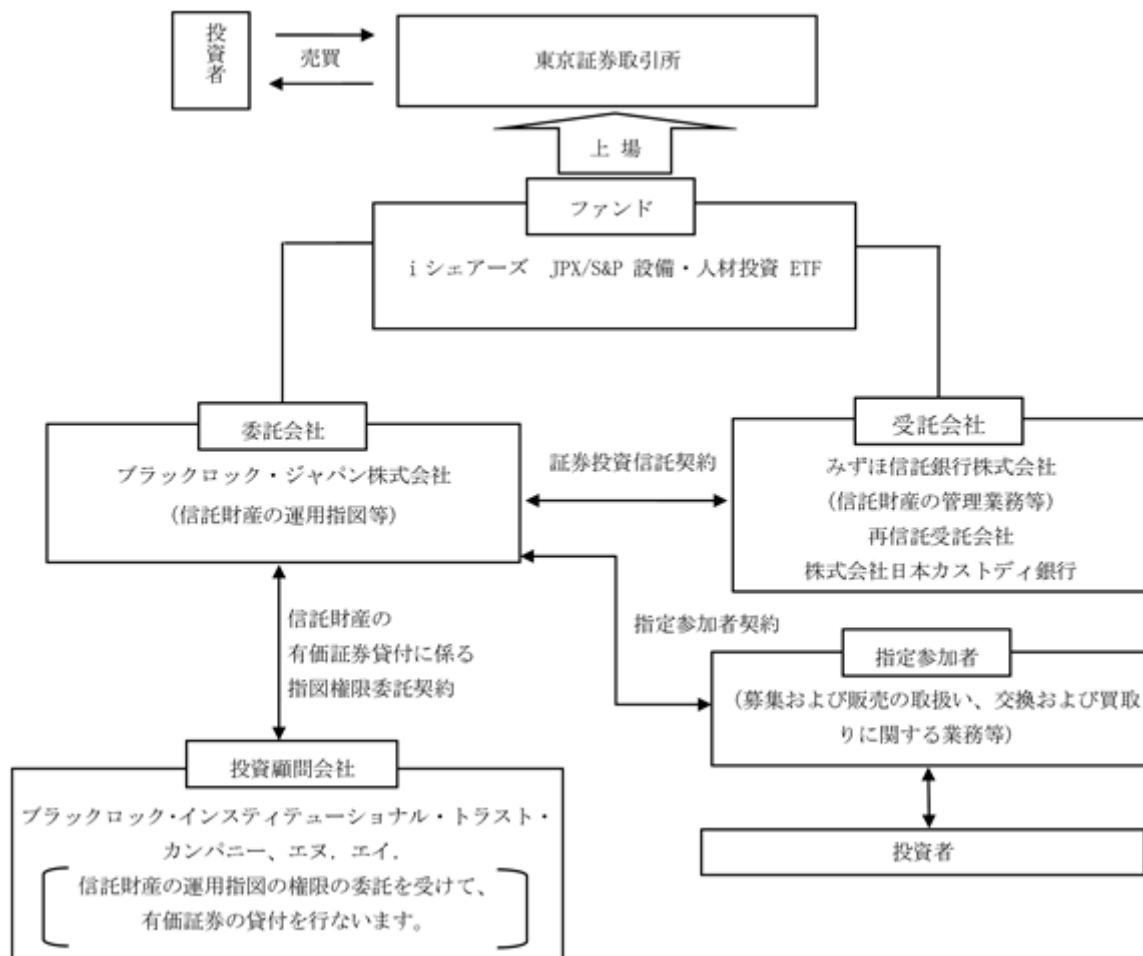 投資者
売買
東京証券取引所
上 場
ファンド
i シェアーズ JPX/S&P 設備・人材投資 ETF
委託会社
ブラックロック・ジャパン株式会社
(信託財産の運用指図等)
証券投資信託契約
受託会社
みずほ信託銀行株式会社
(信託財産の管理業務等)
再信託受託会社
株式会社日本カストディ銀行
信託財産の
有価証券貸付に係る
指図権限委託契約
指定参加者契約
指定参加者
(募集および販売の取扱い、交換および買取
りに関する業務等)
投資者
投資顧問会社
ブラックロック・インスティテューショナル・トラスト・
カンパニー、エヌ．エイ．
信託財産の運用指図の権限の委託を受けて、
有価証券の貸付を行ないます。